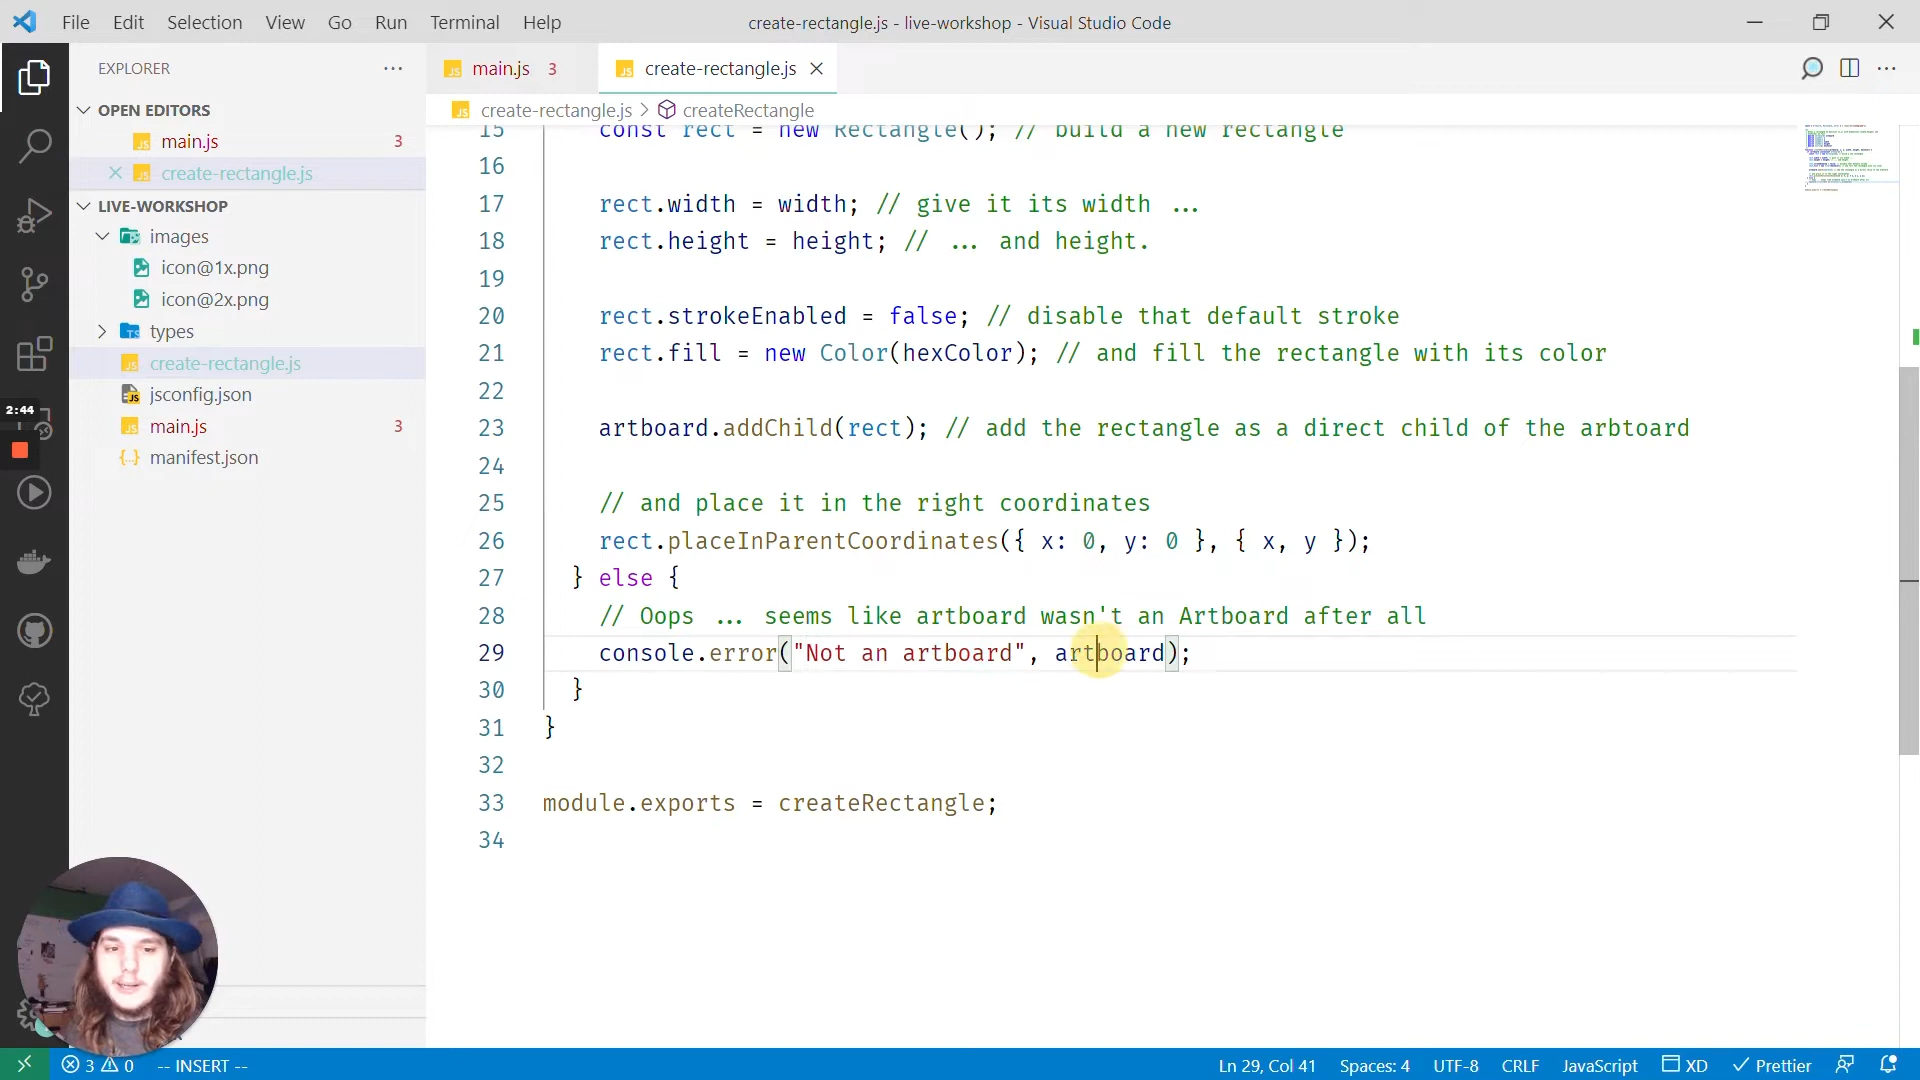 File Edit Selection View Go Run Terminal Help
create-rectangle.js - live-workshop - Visual Studio Code
EXPLORER
OPEN EDITORS
main.js 3
create-rectangle.js
LIVE-WORKSHOP
images
icon@1x.png
icon@2x.png
types
create-rectangle.js
jsconfig.json
main.js 3
manifest.json
2:44
main.js 3
create-rectangle.js
create-rectangle.js > createRectangle
15 const rect = new Rectangle(); // build a new rectangle
16
17 rect.width = width; // give it its width ...
18 rect.height = height; // ... and height.
19
20 rect.strokeEnabled = false; // disable that default stroke
21 rect.fill = new Color(hexColor); // and fill the rectangle with its color
22
23 artboard.addChild(rect); // add the rectangle as a direct child of the arbtoard
24
25 // and place it in the right coordinates
26 rect.placeInParentCoordinates({ x: 0, y: 0 }, { x, y });
27 } else {
28 // Oops ... seems like artboard wasn't an Artboard after all
29 console.error("Not an artboard", artboard);
30 }
31 }
32
33 module.exports = createRectangle;
34
3 0 -- INSERT --
Ln 29, Col 41 Spaces: 4 UTF-8 CRLF JavaScript XD Prettier